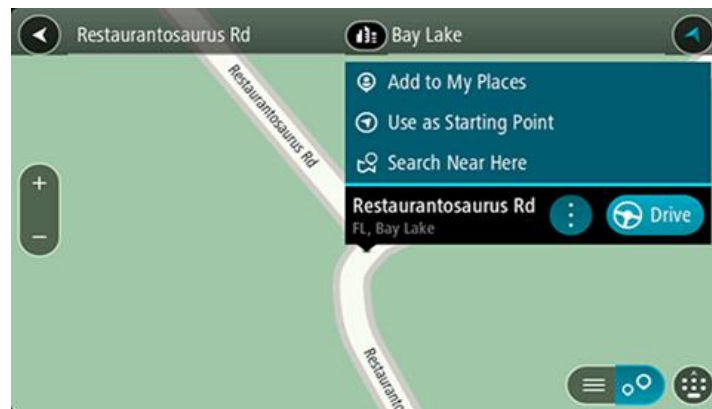 Restaurantosaurus Rd
Bay Lake
Restaurantosaurus Rd
Add to My Places
Use as Starting Point
Search Near Here
Restaurantosaurus Rd
FL, Bay Lake
Drive
+
−